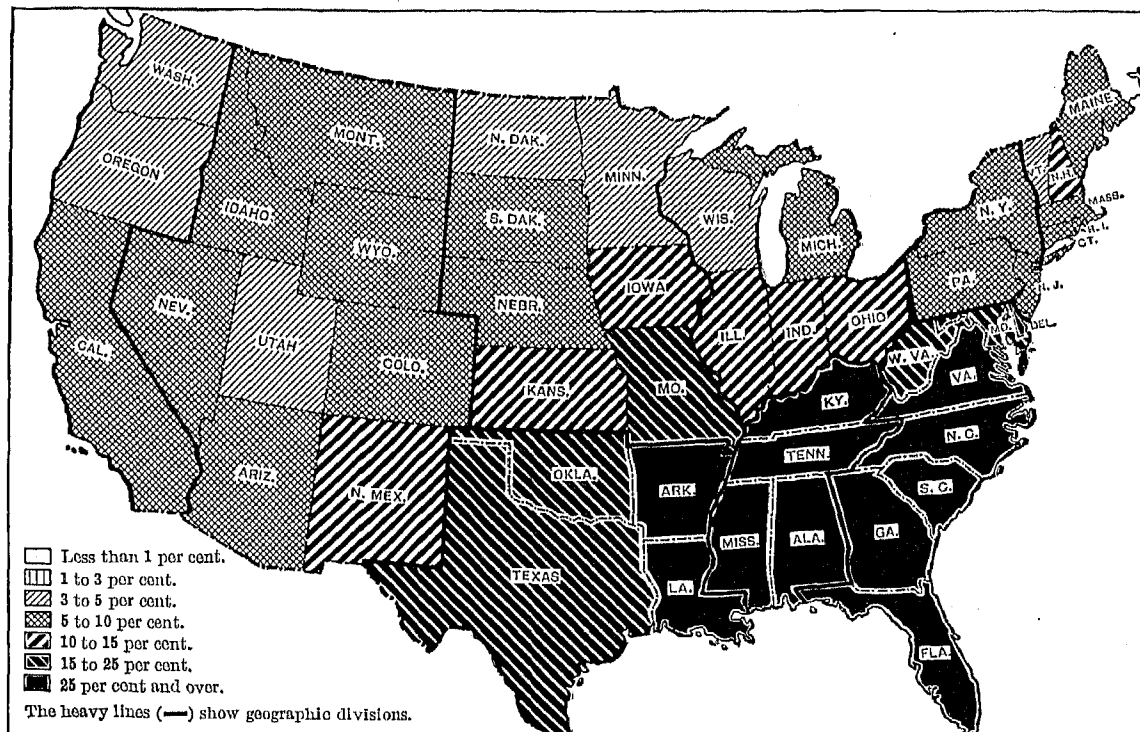 WASH.
OREGON
CAL.
NEV.
IDAHO
MONT.
WYO.
UTAH
COLO.
ARIZ.
N. MEX.
N. DAK.
S. DAK.
NEBR.
KANS.
OKLA.
TEXAS
MINN.
IOWA
MO.
ARK.
LA.
WIS.
ILL.
MICH.
IND.
OHIO
KY.
TENN.
MISS.
ALA.
GA.
FLA.
S. C.
N. C.
VA.
W. VA.
MD.
DEL.
PA.
N. J.
N. Y.
CT.
R. I.
MASS.
VT.
N. H.
MAINE
Less than 1 per cent.
1 to 3 per cent.
3 to 5 per cent.
5 to 10 per cent.
10 to 15 per cent.
15 to 25 per cent.
25 per cent and over.
The heavy lines (—) show geographic divisions.